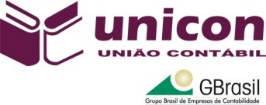 unicon
UNIÃO CONTÁBIL
GBrasil
Grupo Brasil de Empresas de Contabilidade